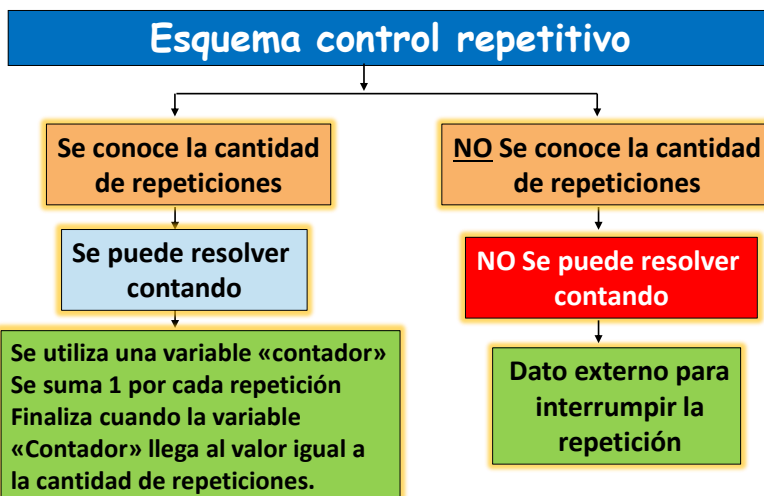 Esquema control repetitivo
Se conoce la cantidad
de repeticiones
NO Se conoce la cantidad
de repeticiones
Se puede resolver
contando
NO Se puede resolver
contando
Se utiliza una variable «contador»
Se suma 1 por cada repetición
Finaliza cuando la variable
«Contador» llega al valor igual a
la cantidad de repeticiones.
Dato externo para
interrumpir la
repetición